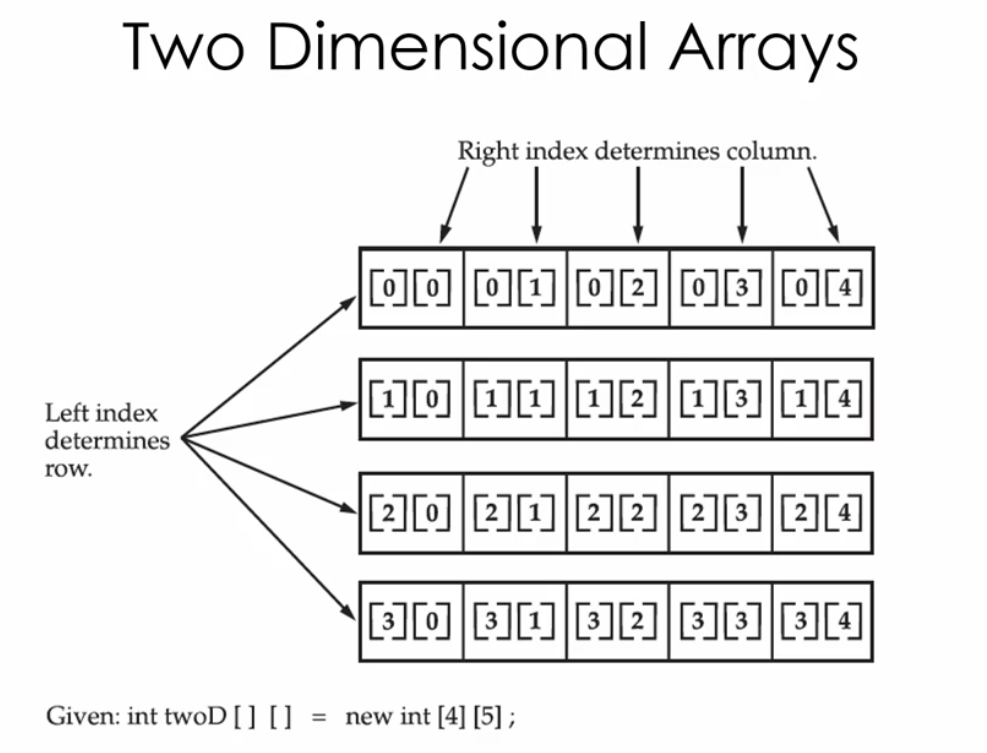 Two Dimensional Arrays
Right index determines column.
[0][0] [0][1] [0][2] [0][3] [0][4]
[1][0] [1][1] [1][2] [1][3] [1][4]
Left index
determines
row.
[2][0] [2][1] [2][2] [2][3] [2][4]
[3][0] [3][1] [3][2] [3][3] [3][4]
Given: int twoD [ ] [ ] = new int [4] [5] ;